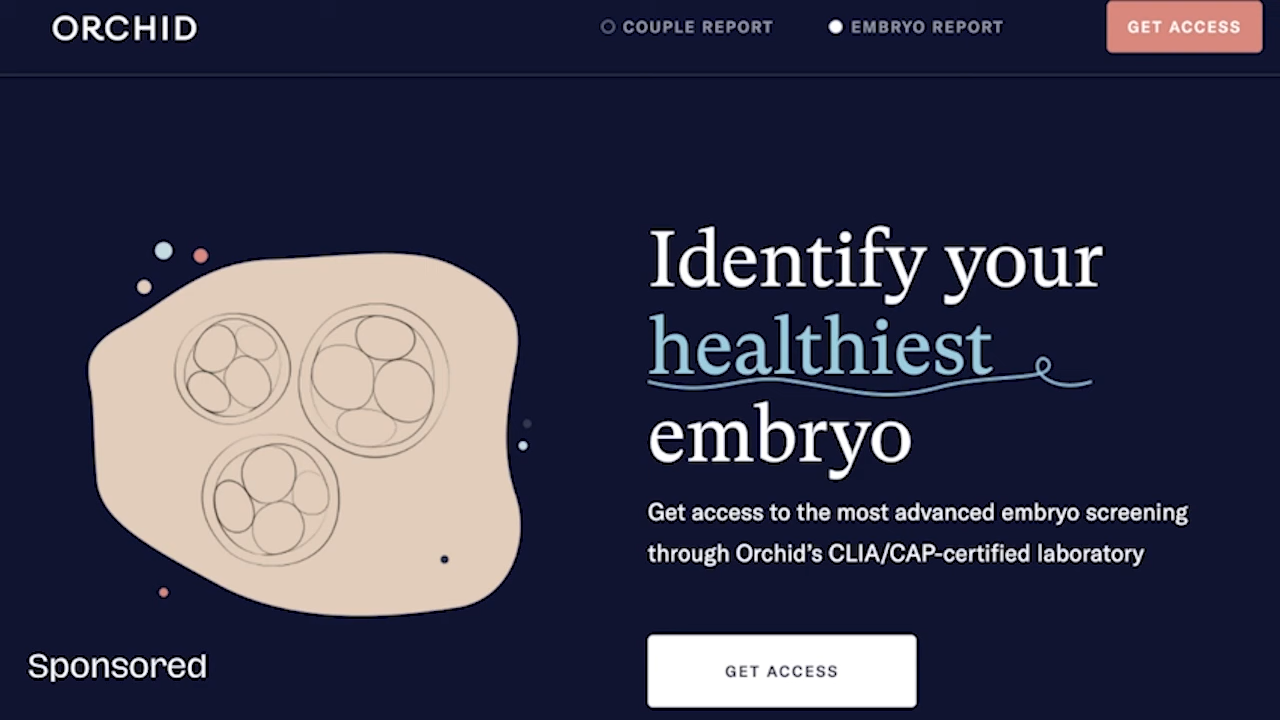 ORCHID
COUPLE REPORT
EMBRYO REPORT
GET ACCESS
Identify your
healthiest
embryo
Get access to the most advanced embryo screening
through Orchid’s CLIA/CAP-certified laboratory
GET ACCESS
Sponsored